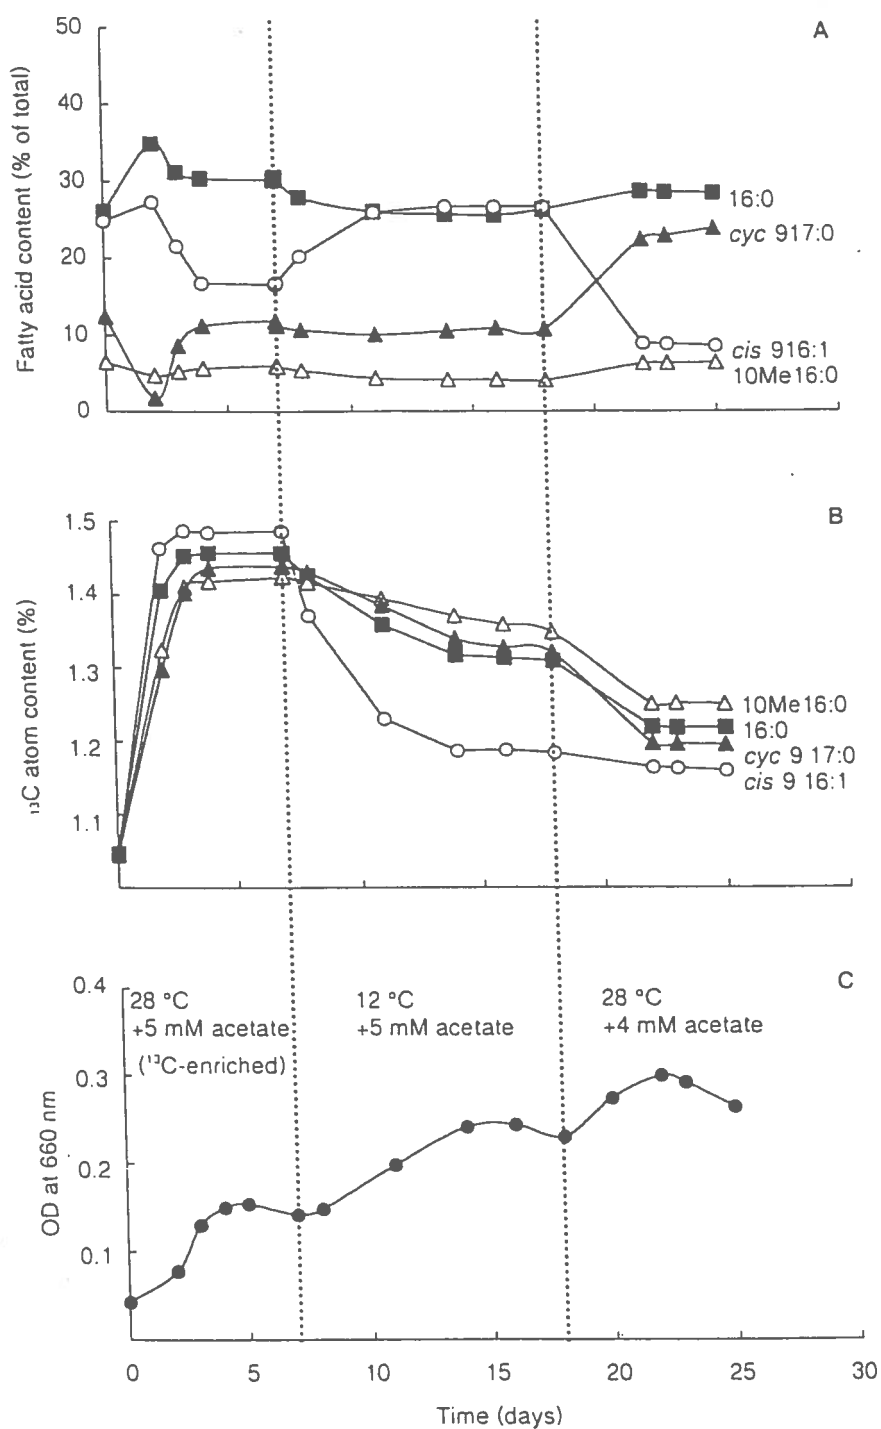 A
50
40
30
20
10
0
Fatty acid content (% of total)
16:0
cyc 917:0
cis 916:1
10Me16:0
B
1.5
1.4
1.3
1.2
1.1
13C atom content (%)
10Me16:0
16:0
cyc 9 17:0
cis 9 16:1
C
0.4
0.3
0.2
0.1
OD at 660 nm
28 °C
+5 mM acetate
(¹³C-enriched)
12 °C
+5 mM acetate
28 °C
+4 mM acetate
0 5 10 15 20 25 30
Time (days)